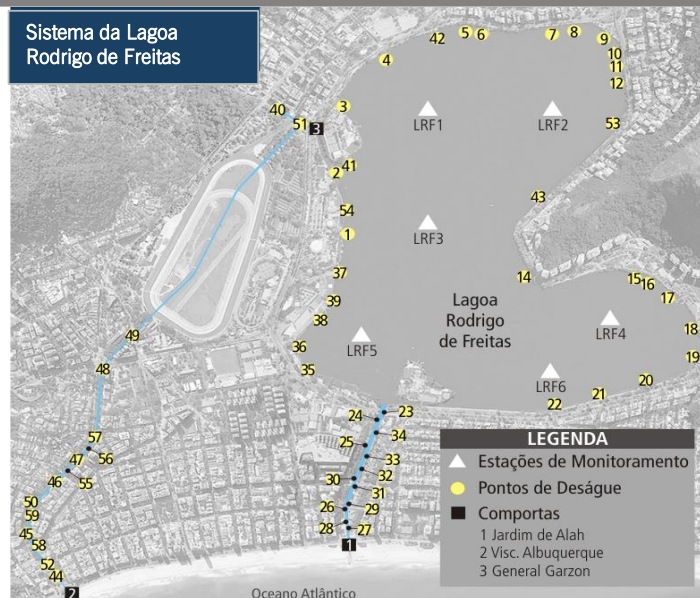 Sistema da Lagoa
Rodrigo de Freitas
5 6 7 8 9
42
4
10
11
12
40
3
51
3
LRF1
LRF2
53
2 41
43
54
1
LRF3
37
14
15 16
17
39
Lagoa
Rodrigo
de Freitas
38
LRF4
18
49
36
LRF5
19
48
35
LRF6
20
21
22
23
24
57
25
34
56
47
33
46
55
30
32
31
50
26
29
59
28
27
45
58
1
52
44
2
Oceano Atlântico
LEGENDA
Estações de Monitoramento
Pontos de Deságue
Comportas
1 Jardim de Alah
2 Visc. Albuquerque
3 General Garzon